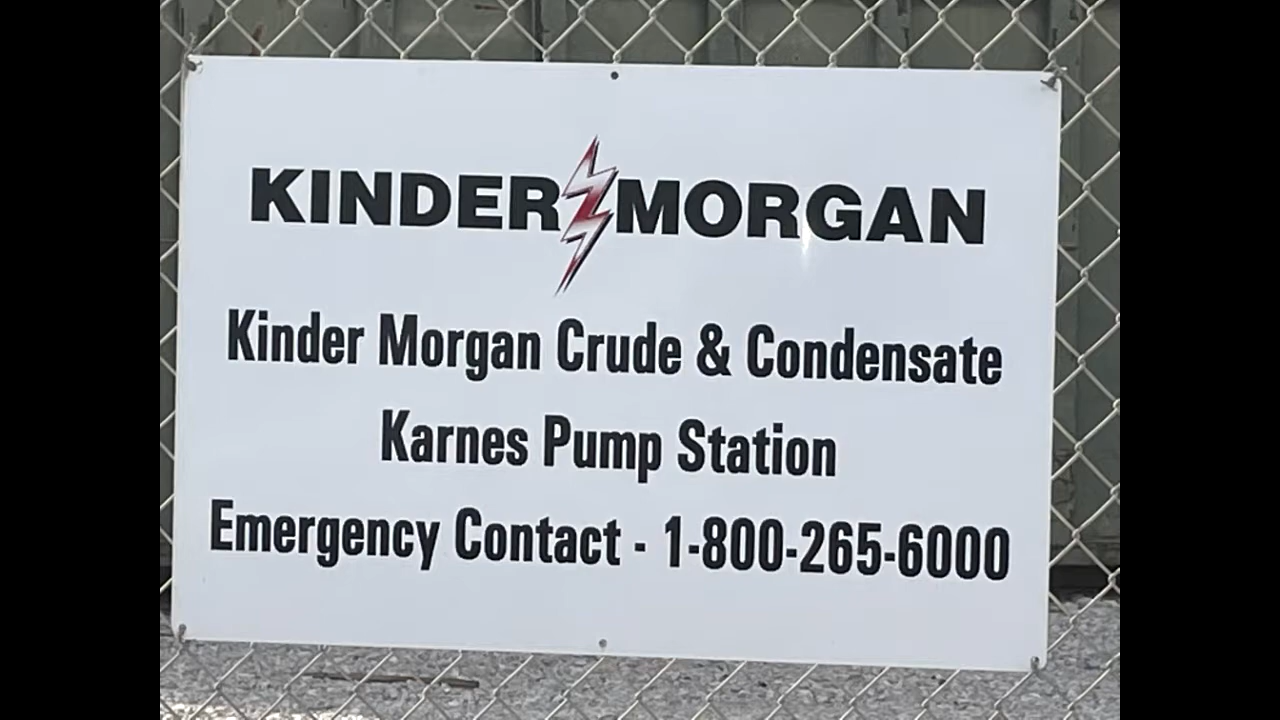 KINDER MORGAN
Kinder Morgan Crude & Condensate
Karnes Pump Station
Emergency Contact - 1-800-265-6000